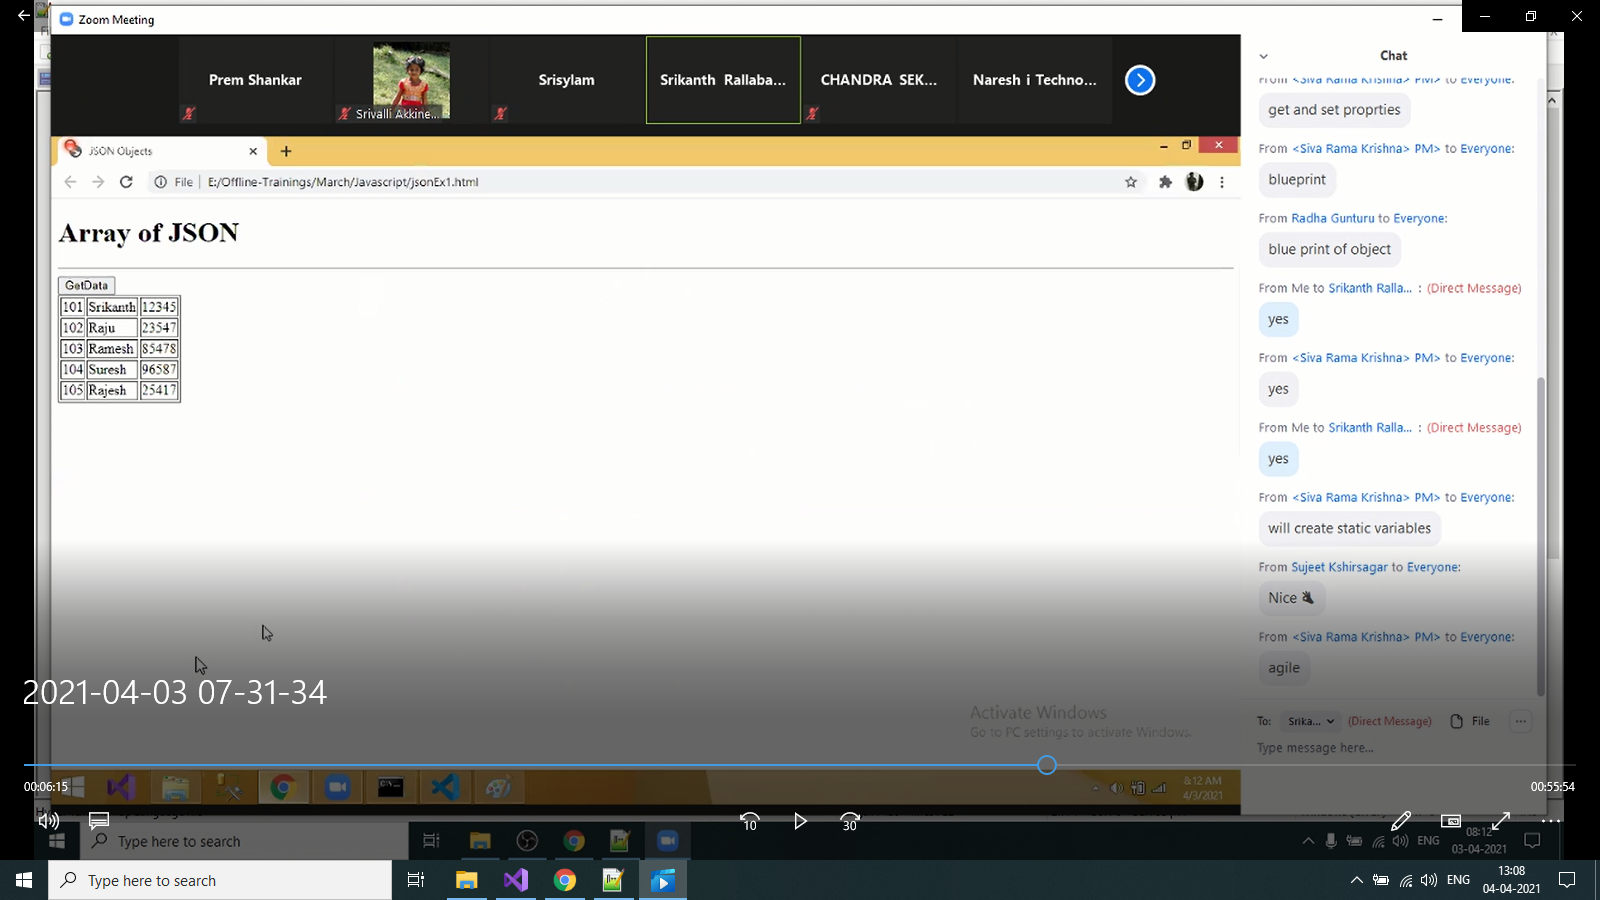 Zoom Meeting
Prem Shankar
Srivalli Akkine...
Srisylam
Srikanth Rallaba...
CHANDRA SEK...
Naresh i Techno...
JSON Objects
File
E:/Offline-Trainings/March/Javascript/jsonEx1.html
Array of JSON
GetData
101 Srikanth 12345
102 Raju 23547
103 Ramesh 85478
104 Suresh 96587
105 Rajesh 25417
Chat
From <Siva Rama Krishna> PM> to Everyone:
get and set proprties
From <Siva Rama Krishna> PM> to Everyone:
blueprint
From Radha Gunturu to Everyone:
blue print of object
From Me to Srikanth Ralla... : (Direct Message)
yes
From <Siva Rama Krishna> PM> to Everyone:
yes
From Me to Srikanth Ralla... : (Direct Message)
yes
From <Siva Rama Krishna> PM> to Everyone:
will create static variables
From Sujeet Kshirsagar to Everyone:
Nice
From <Siva Rama Krishna> PM> to Everyone:
agile
To: Srika... (Direct Message) File ...
Type message here...
2021-04-03 07-31-34
Activate Windows
Go to PC settings to activate Windows.
8:12 AM
4/3/2021
00:06:15
00:55:54
10
30
Type here to search
ENG
08:12
03-04-2021
Type here to search
ENG
13:08
04-04-2021